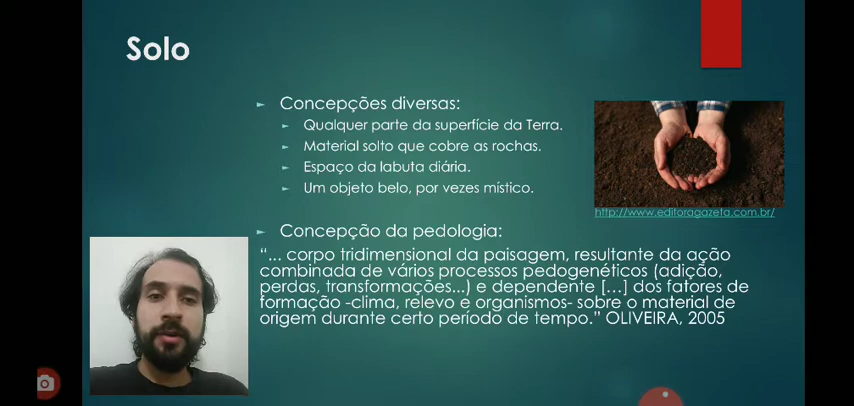 Solo
Concepções diversas:
Qualquer parte da superfície da Terra.
Material solto que cobre as rochas.
Espaço da labuta diária.
Um objeto belo, por vezes místico.
http://www.editoragazeta.com.br/
Concepção da pedologia:
“... corpo tridimensional da paisagem, resultante da ação
combinada de vários processos pedogenéticos (adição,
perdas, transformações...) e dependente [...] dos fatores de
formação -clima, relevo e organismos- sobre o material de
origem durante certo período de tempo.” OLIVEIRA, 2005